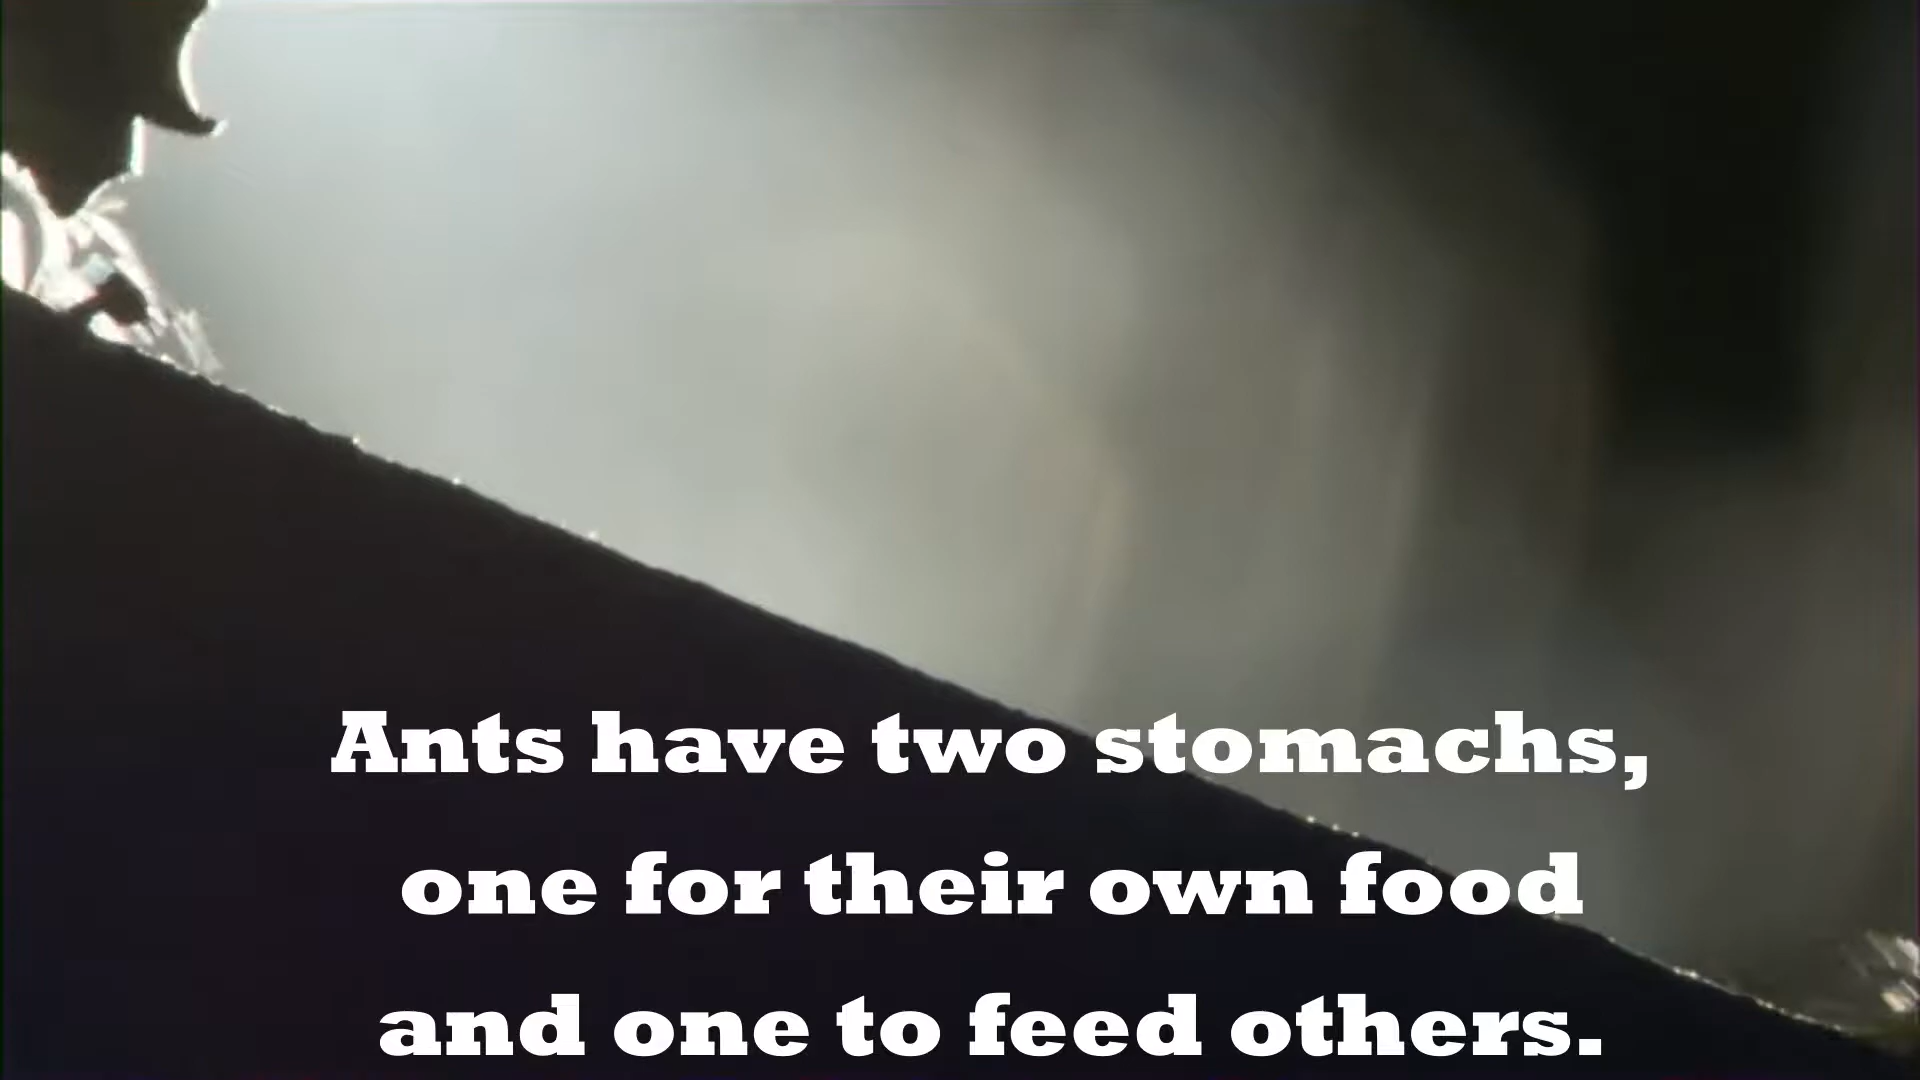 Ants have two stomachs,
one for their own food
and one to feed others.